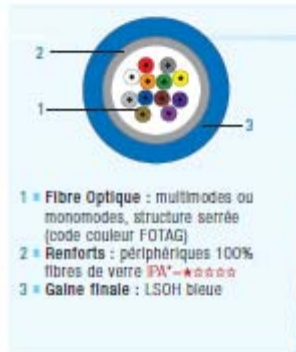 2
1
3
1 = Fibre Optique : multimodes ou
monomodes, structure serrée
(code couleur FOTAG)
2 = Renforts : périphériques 100%
fibres de verre IPA*-★☆☆☆☆
3 = Gaine finale : LSOH bleue